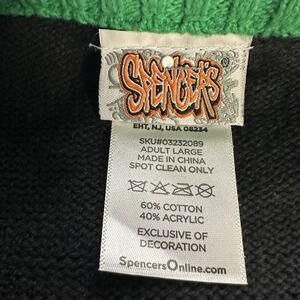 SPENCER'S®
EHT, NJ, USA 08234
SKU#03232089
ADULT LARGE
MADE IN CHINA
SPOT CLEAN ONLY
60% COTTON
40% ACRYLIC
EXCLUSIVE OF
DECORATION
SpencersOnline.com